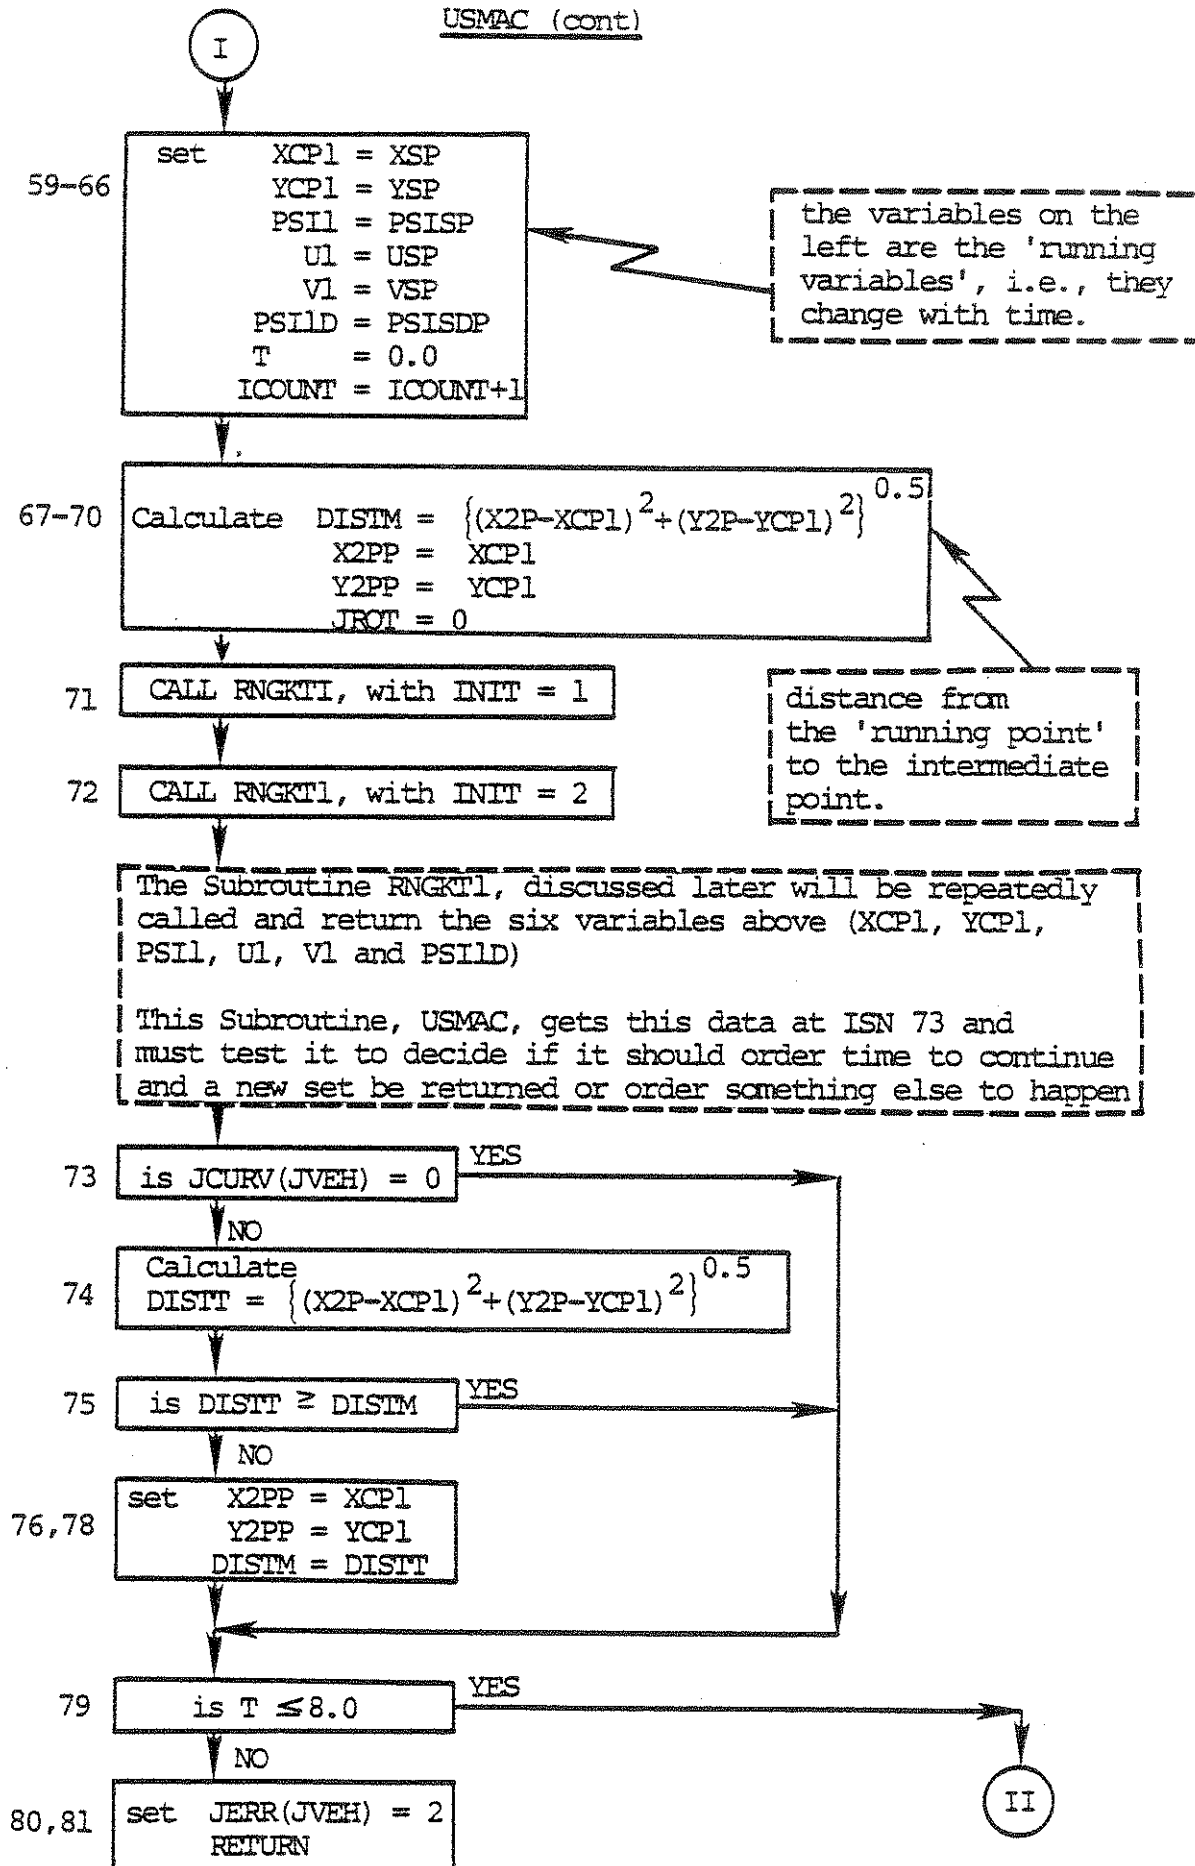 USMAC (cont)
I
59-66
set XCP1 = XSP
YCP1 = YSP
PSI1 = PSISP
U1 = USP
V1 = VSP
PSI1D = PSISDP
T = 0.0
ICOUNT = ICOUNT+1
the variables on the
left are the 'running
variables', i.e., they
change with time.
67-70
Calculate DISTM = {(X2P-XCP1)²+(Y2P-YCP1)²}^0.5
X2PP = XCP1
Y2PP = YCP1
JROT = 0
distance from
the 'running point'
to the intermediate
point.
71
CALL RNGKT1, with INIT = 1
72
CALL RNGKT1, with INIT = 2
The Subroutine RNGKT1, discussed later will be repeatedly
called and return the six variables above (XCP1, YCP1,
PSI1, U1, V1 and PSI1D)
This Subroutine, USMAC, gets this data at ISN 73 and
must test it to decide if it should order time to continue
and a new set be returned or order something else to happen
73
is JCURV(JVEH) = 0
YES
NO
74
Calculate
DISTT = {(X2P-XCP1)²+(Y2P-YCP1)²}^0.5
75
is DISTT ≥ DISTM
YES
NO
76,78
set X2PP = XCP1
Y2PP = YCP1
DISTM = DISTT
79
is T ≤8.0
YES
NO
II
80,81
set JERR(JVEH) = 2
RETURN